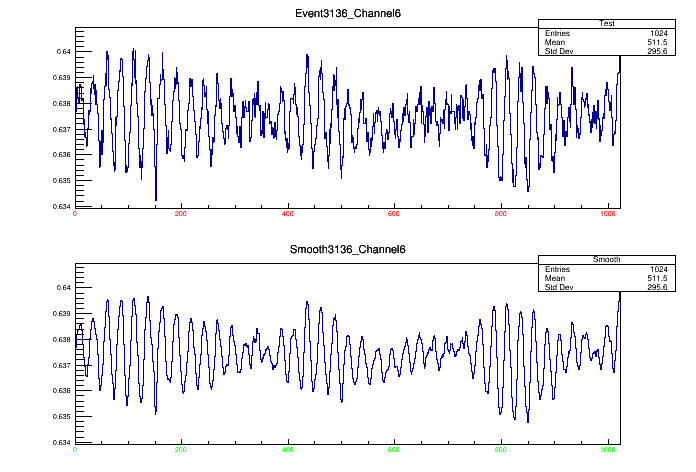 Event3136_Channel6
Test
Entries 1024
Mean 511.5
Std Dev 295.6
0.64
0.639
0.638
0.637
0.636
0.635
0.634
0 200 400 600 800 1000
Smooth3136_Channel6
Smooth
Entries 1024
Mean 511.5
Std Dev 295.6
0.64
0.639
0.638
0.637
0.636
0.635
0.634
0 200 400 600 800 1000